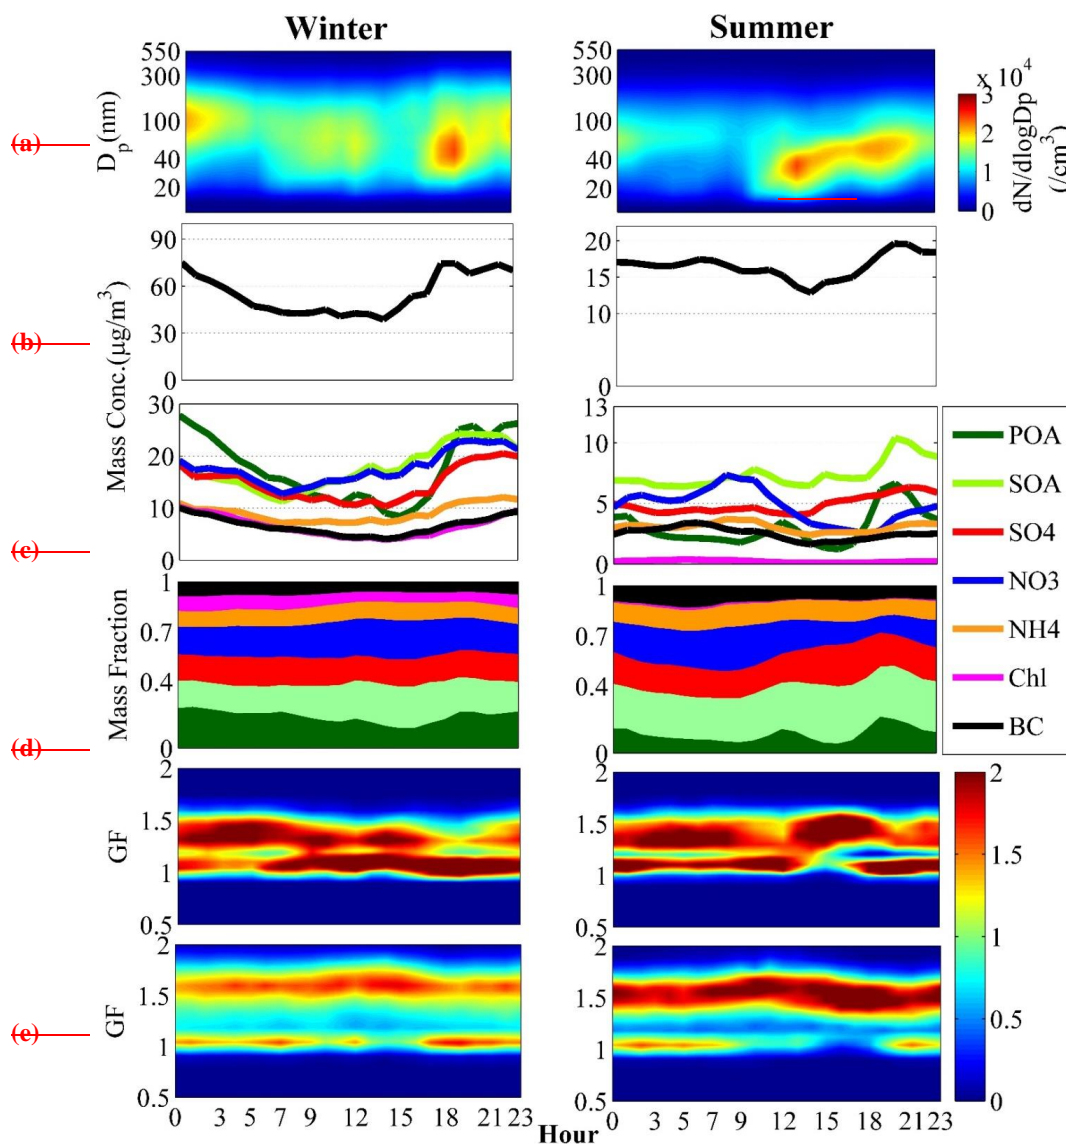 Winter
Summer
(a)
D_p(nm)
550
300
100
40
20
550
300
100
40
20
x 10^4
3
2
1
0
dN/dlogDp
(/cm^3)
(b)
Mass Conc.(μg/m^3)
90
60
30
0
20
15
10
0
(c)
30
20
10
0
13
10
5
0
POA
SOA
SO4
NO3
NH4
Chl
BC
(d)
Mass Fraction
1
0.7
0.4
0
1
0.7
0.4
0
GF
2
1.5
1
0.5
2
1.5
1
0.5
(e)
GF
2
1.5
1
0.5
2
1.5
1
0.5
2
1.5
1
0.5
0
0 3 5 7 9 12 15 18 21 23
0 3 5 7 9 12 15 18 21 23
Hour